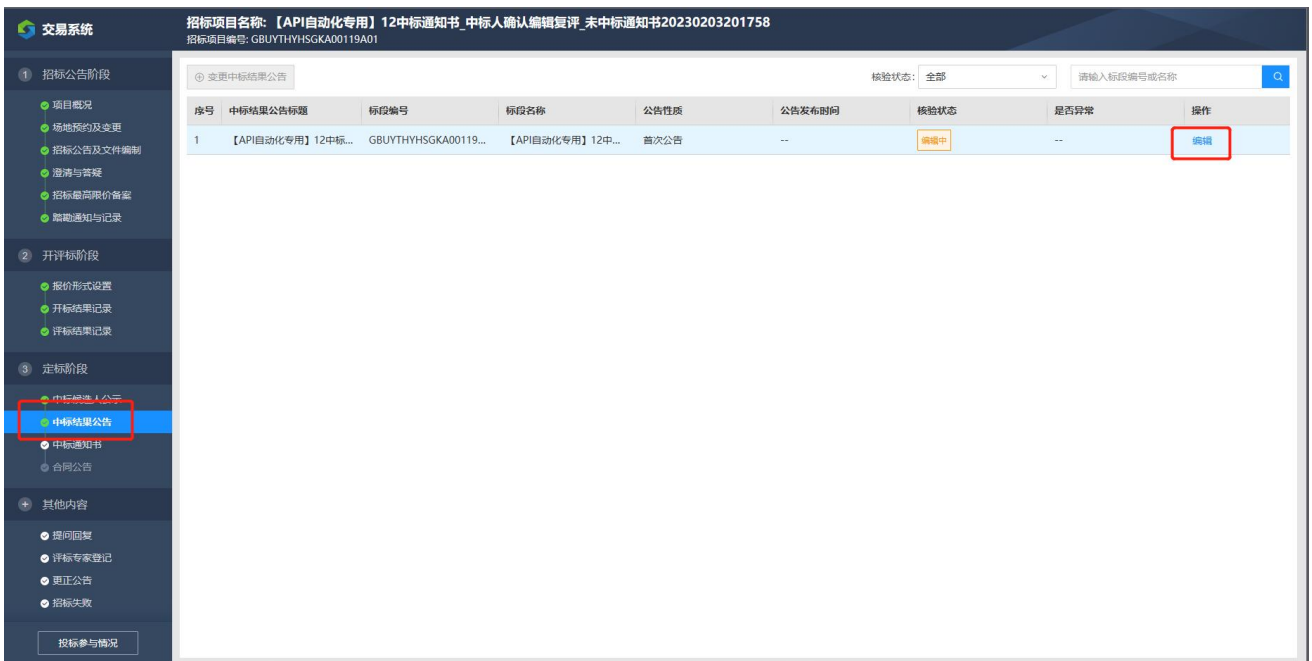 交易系统
招标项目名称: 【API自动化专用】12中标通知书_中标人确认编辑复评_未中标通知书20230203201758
招标项目编号: GBUYTHYHSGKA00119A01
1 招标公告阶段
项目概况
场地预约及变更
招标公告及文件编制
澄清与答疑
招标最高限价备案
踏勘通知与记录
2 开评标阶段
报价形式设置
开标结果记录
评标结果记录
3 定标阶段
中标候选人公示
中标结果公告
中标通知书
合同公告
其他内容
提问回复
评标专家登记
更正公告
招标失败
投标参与情况
变更中标结果公告 核验状态: 全部 请输入标段编号或名称
序号 中标结果公告标题 标段编号 标段名称 公告性质 公告发布时间 核验状态 是否异常 操作
1 【API自动化专用】12中标... GBUYTHYHSGKA00119... 【API自动化专用】12中... 首次公告 -- 编辑中 -- 编辑